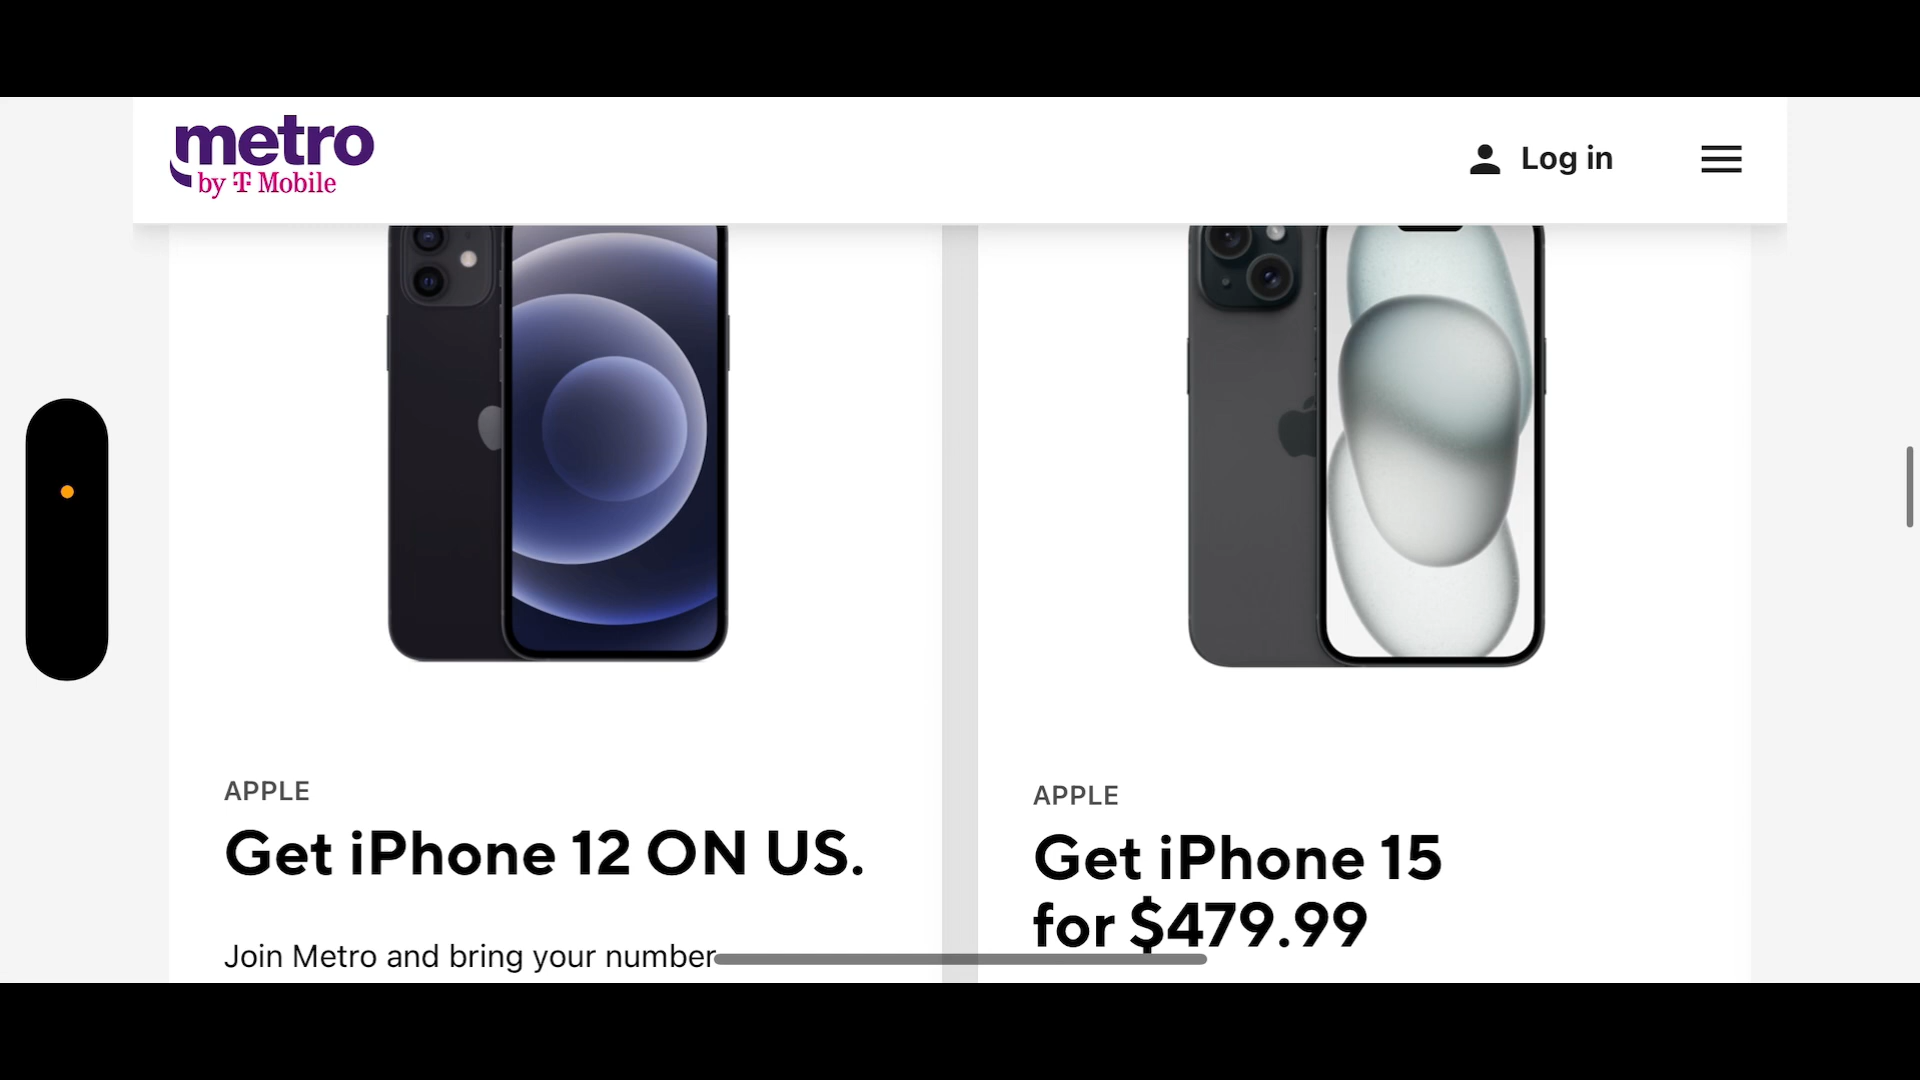 metro
by T Mobile
Log in
APPLE
Get iPhone 12 ON US.
Join Metro and bring your number
APPLE
Get iPhone 15
for $479.99